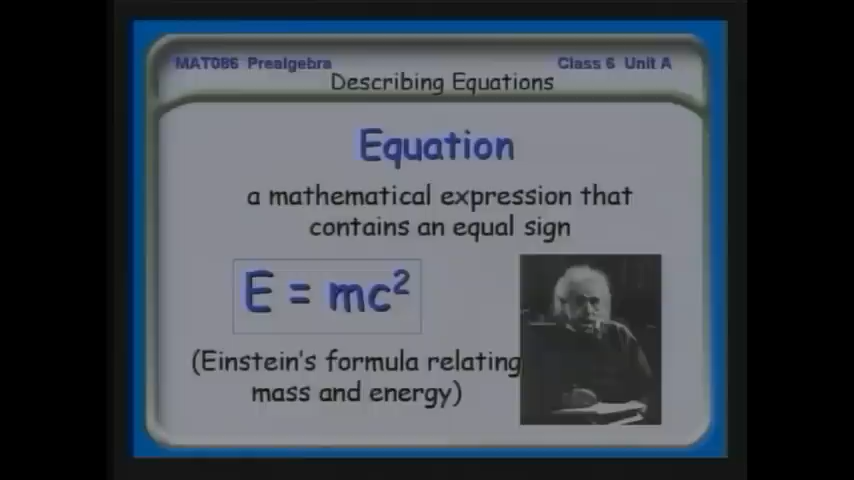 MAT086 Prealgebra Class 6 Unit A
Describing Equations
Equation
a mathematical expression that
contains an equal sign
E = mc²
(Einstein's formula relating
mass and energy)